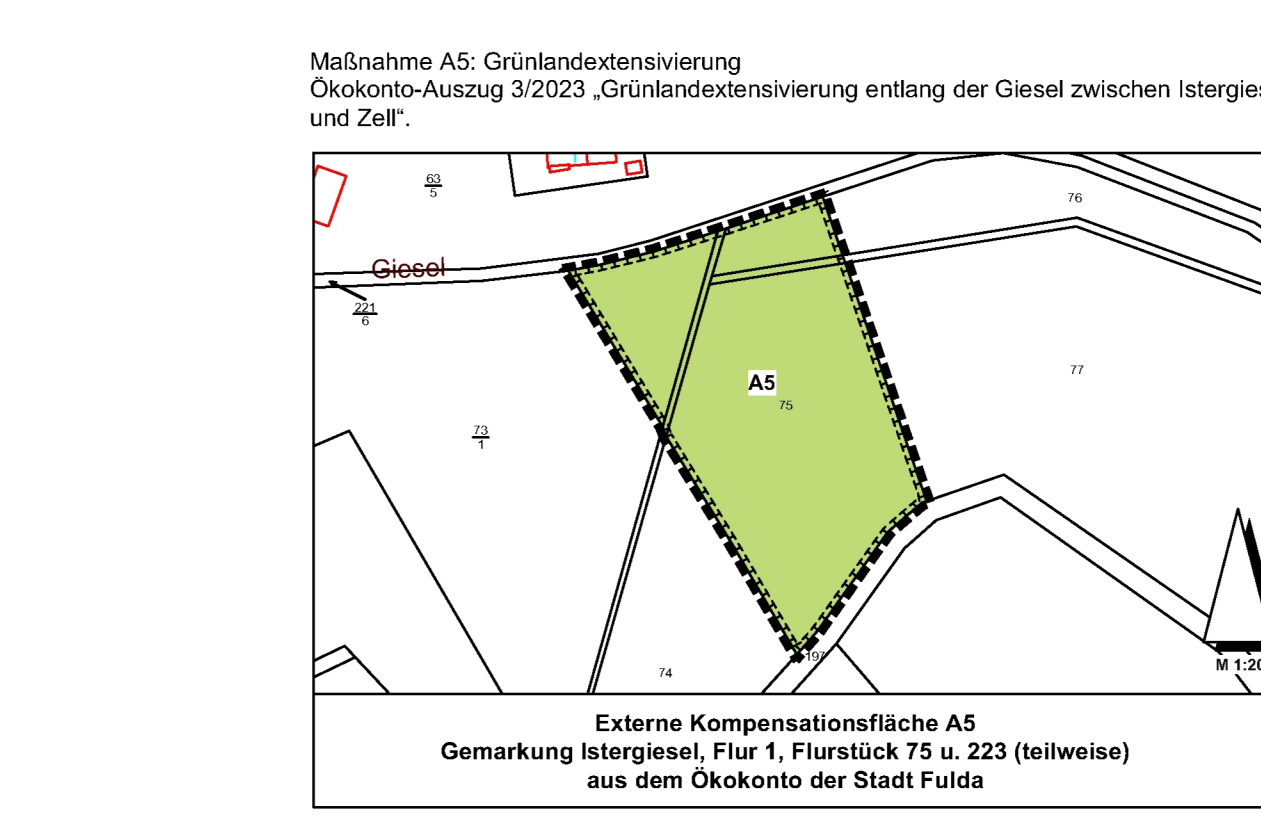 Maßnahme A5: Grünlandextensivierung
Ökokonto-Auszug 3/2023 „Grünlandextensivierung entlang der Giesel zwischen Istergies
und Zell“.
63
5
76
Giesel
221
6
77
A5
75
73
1
197
74
M 1:20
Externe Kompensationsfläche A5
Gemarkung Istergiesel, Flur 1, Flurstück 75 u. 223 (teilweise)
aus dem Ökokonto der Stadt Fulda